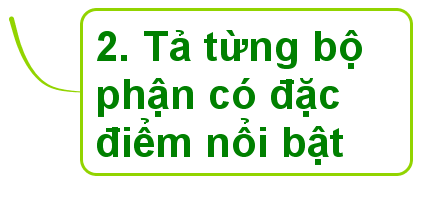 2. Tả từng bộ
phận có đặc
điểm nổi bật